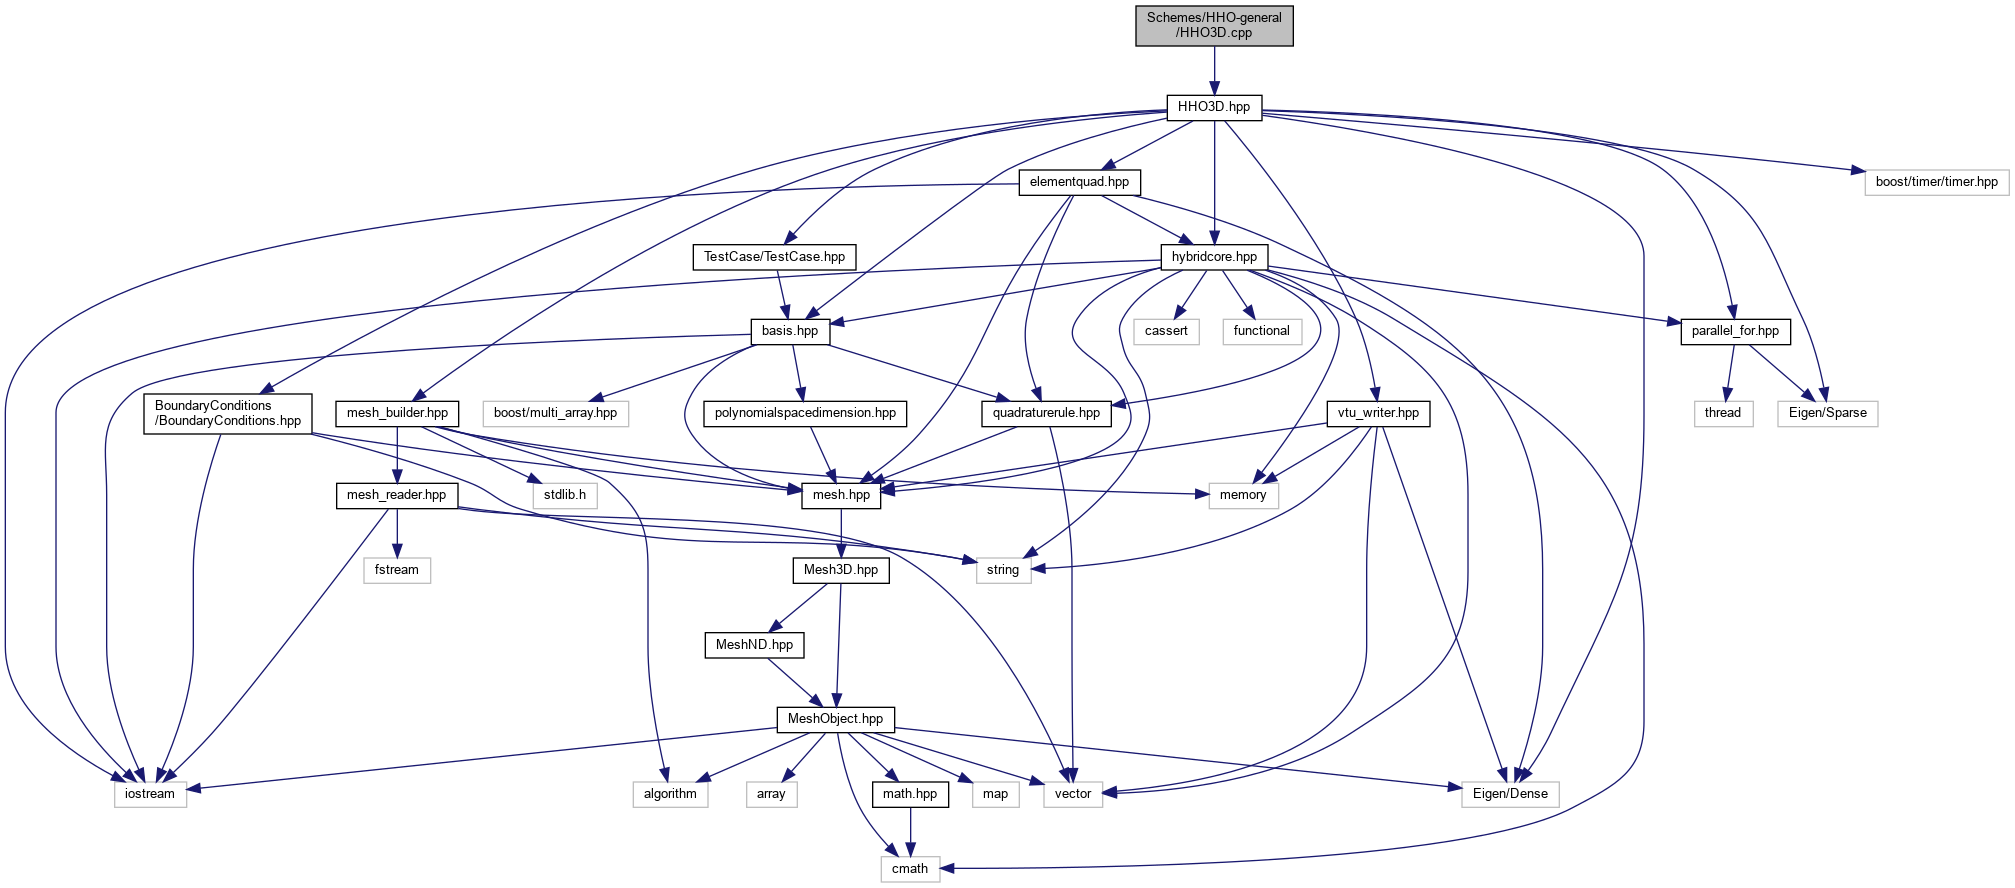 Schemes/HHO-general
/HHO3D.cpp
HHO3D.hpp
elementquad.hpp
boost/timer/timer.hpp
TestCase/TestCase.hpp
hybridcore.hpp
basis.hpp
cassert
functional
parallel_for.hpp
BoundaryConditions
/BoundaryConditions.hpp
mesh_builder.hpp
boost/multi_array.hpp
polynomialspacedimension.hpp
quadraturerule.hpp
vtu_writer.hpp
thread
Eigen/Sparse
mesh_reader.hpp
stdlib.h
mesh.hpp
memory
fstream
Mesh3D.hpp
string
MeshND.hpp
MeshObject.hpp
iostream
algorithm
array
math.hpp
map
vector
Eigen/Dense
cmath